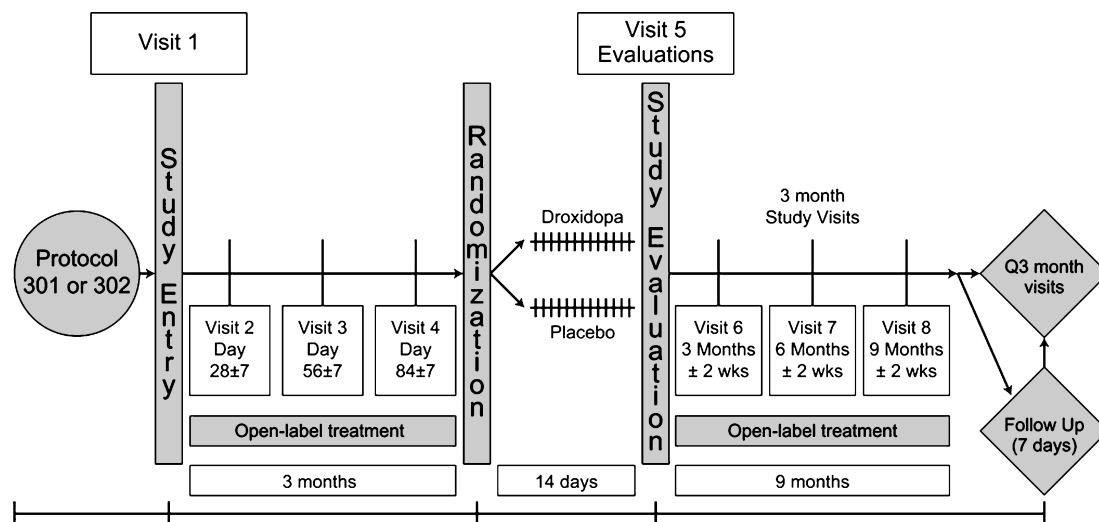 Visit 1
Visit 5
Evaluations
Protocol
301 or 302
Study Entry
Visit 2
Day
28±7
Visit 3
Day
56±7
Visit 4
Day
84±7
Open-label treatment
3 months
Randomization
Droxidopa
Placebo
14 days
Study Evaluation
3 month
Study Visits
Visit 6
3 Months
± 2 wks
Visit 7
6 Months
± 2 wks
Visit 8
9 Months
± 2 wks
Open-label treatment
9 months
Q3 month
visits
Follow Up
(7 days)